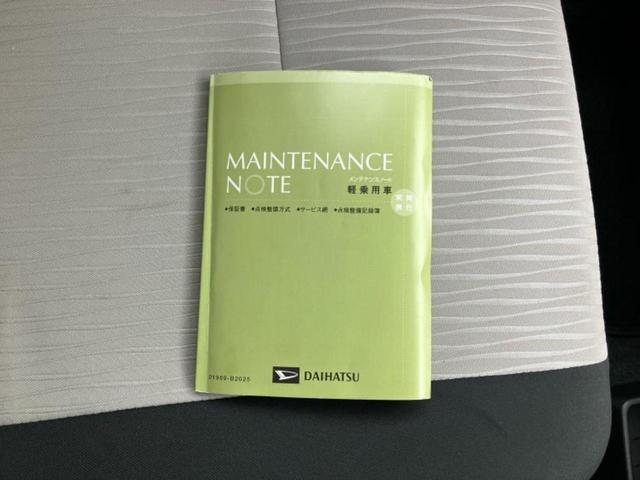 MAINTENANCE
NOTE
メンテナンスノート
軽乗用車
●保証書 ●点検整備方式 ●サービス網 ●点検整備記録簿
01999-B2025
DAIHATSU